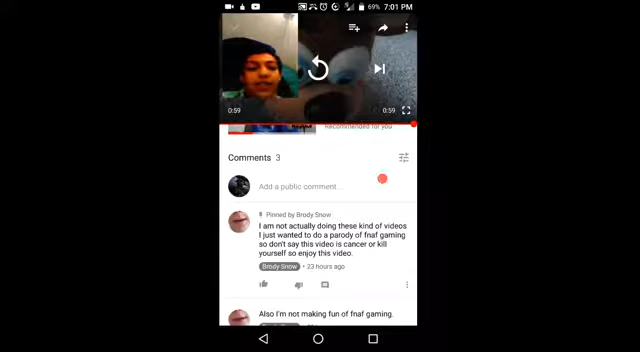 69% 7:01 PM
0:59 0:59
Recommended for you
Comments 3
Add a public comment...
Pinned by Brody Snow
I am not actually doing these kind of videos
I just wanted to do a parody of fnaf gaming
so don't say this video is cancer or kill
yourself so enjoy this video.
Brody Snow • 23 hours ago
Also I'm not making fun of fnaf gaming.